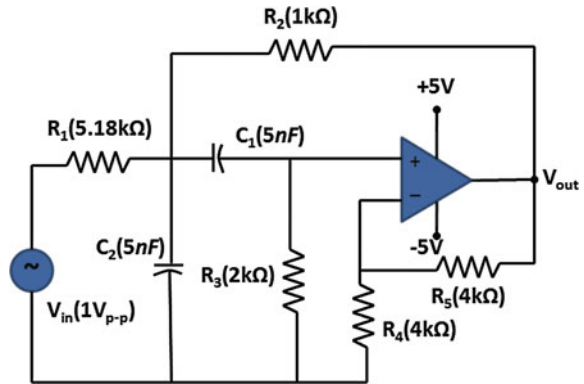 R2(1kΩ)
+5V
R1(5.18kΩ)
C1(5nF)
+
Vout
−
C2(5nF)
-5V
~
R3(2kΩ)
R5(4kΩ)
Vin(1Vp-p)
R4(4kΩ)